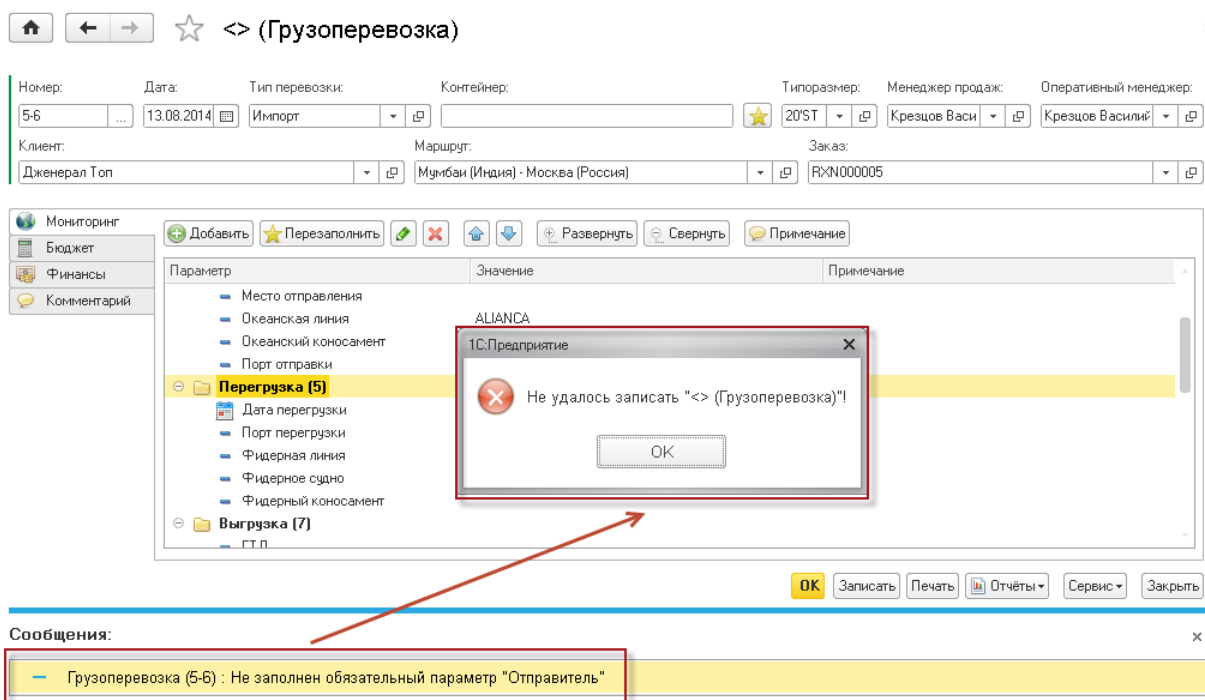 <> (Грузоперевозка)
Номер: Дата: Тип перевозки: Контейнер: Типоразмер: Менеджер продаж: Оперативный менеджер:
5-6 ... 13.08.2014 Импорт 20'ST Крезцов Васи Крезцов Василий
Клиент: Маршрут: Заказ:
Дженерал Топ Мумбаи (Индия) - Москва (Россия) RXN000005
Мониторинг
Бюджет
Финансы
Комментарий
Добавить Перезаполнить Развернуть Свернуть Примечание
Параметр Значение Примечание
Место отправления
Океанская линия ALIANCA
Океанский коносамент
Порт отправки
Перегрузка (5)
Дата перегрузки
Порт перегрузки
Фидерная линия
Фидерное судно
Фидерный коносамент
Выгрузка (7)
1С:Предприятие
Не удалось записать "<> (Грузоперевозка)"!
OK
OK Записать Печать Отчёты Сервис Закрыть
Сообщения:
Грузоперевозка (5-6) : Не заполнен обязательный параметр "Отправитель"